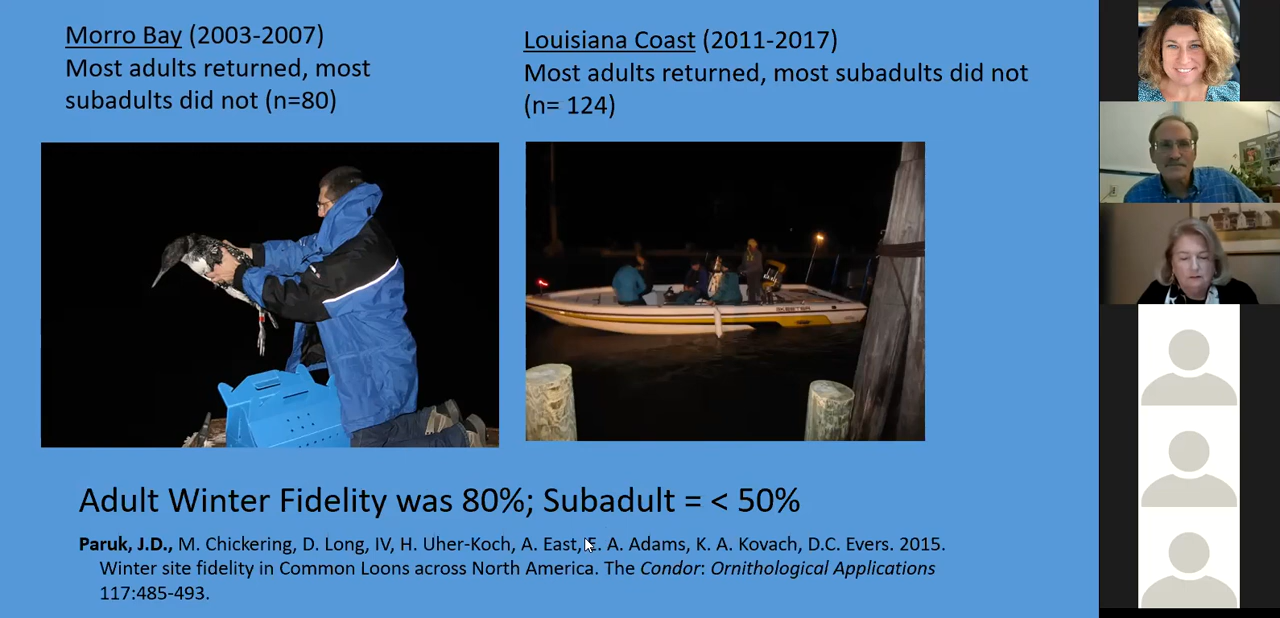 Morro Bay (2003-2007)
Most adults returned, most
subadults did not (n=80)
Louisiana Coast (2011-2017)
Most adults returned, most subadults did not
(n= 124)
SKEETER
Adult Winter Fidelity was 80%; Subadult = < 50%
Paruk, J.D., M. Chickering, D. Long, IV, H. Uher-Koch, A. East, E. A. Adams, K. A. Kovach, D.C. Evers. 2015.
Winter site fidelity in Common Loons across North America. The Condor: Ornithological Applications
117:485-493.